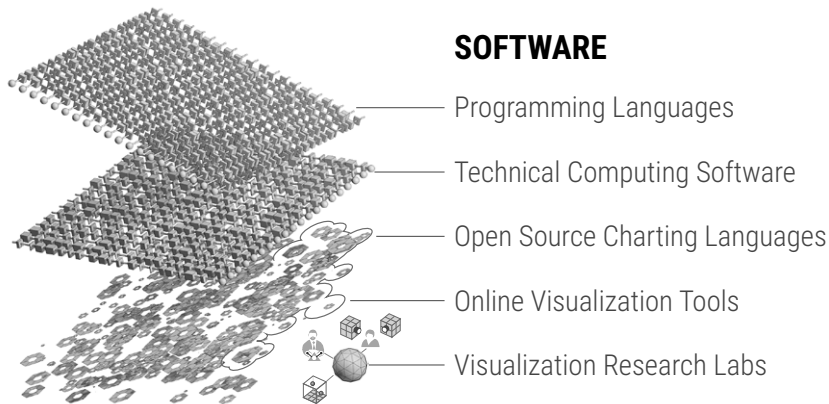 SOFTWARE
Programming Languages
Technical Computing Software
Open Source Charting Languages
Online Visualization Tools
Visualization Research Labs